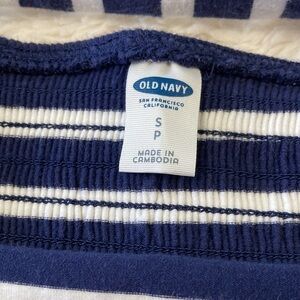 OLD NAVY
SAN FRANCISCO
CALIFORNIA
S
P
MADE IN
CAMBODIA